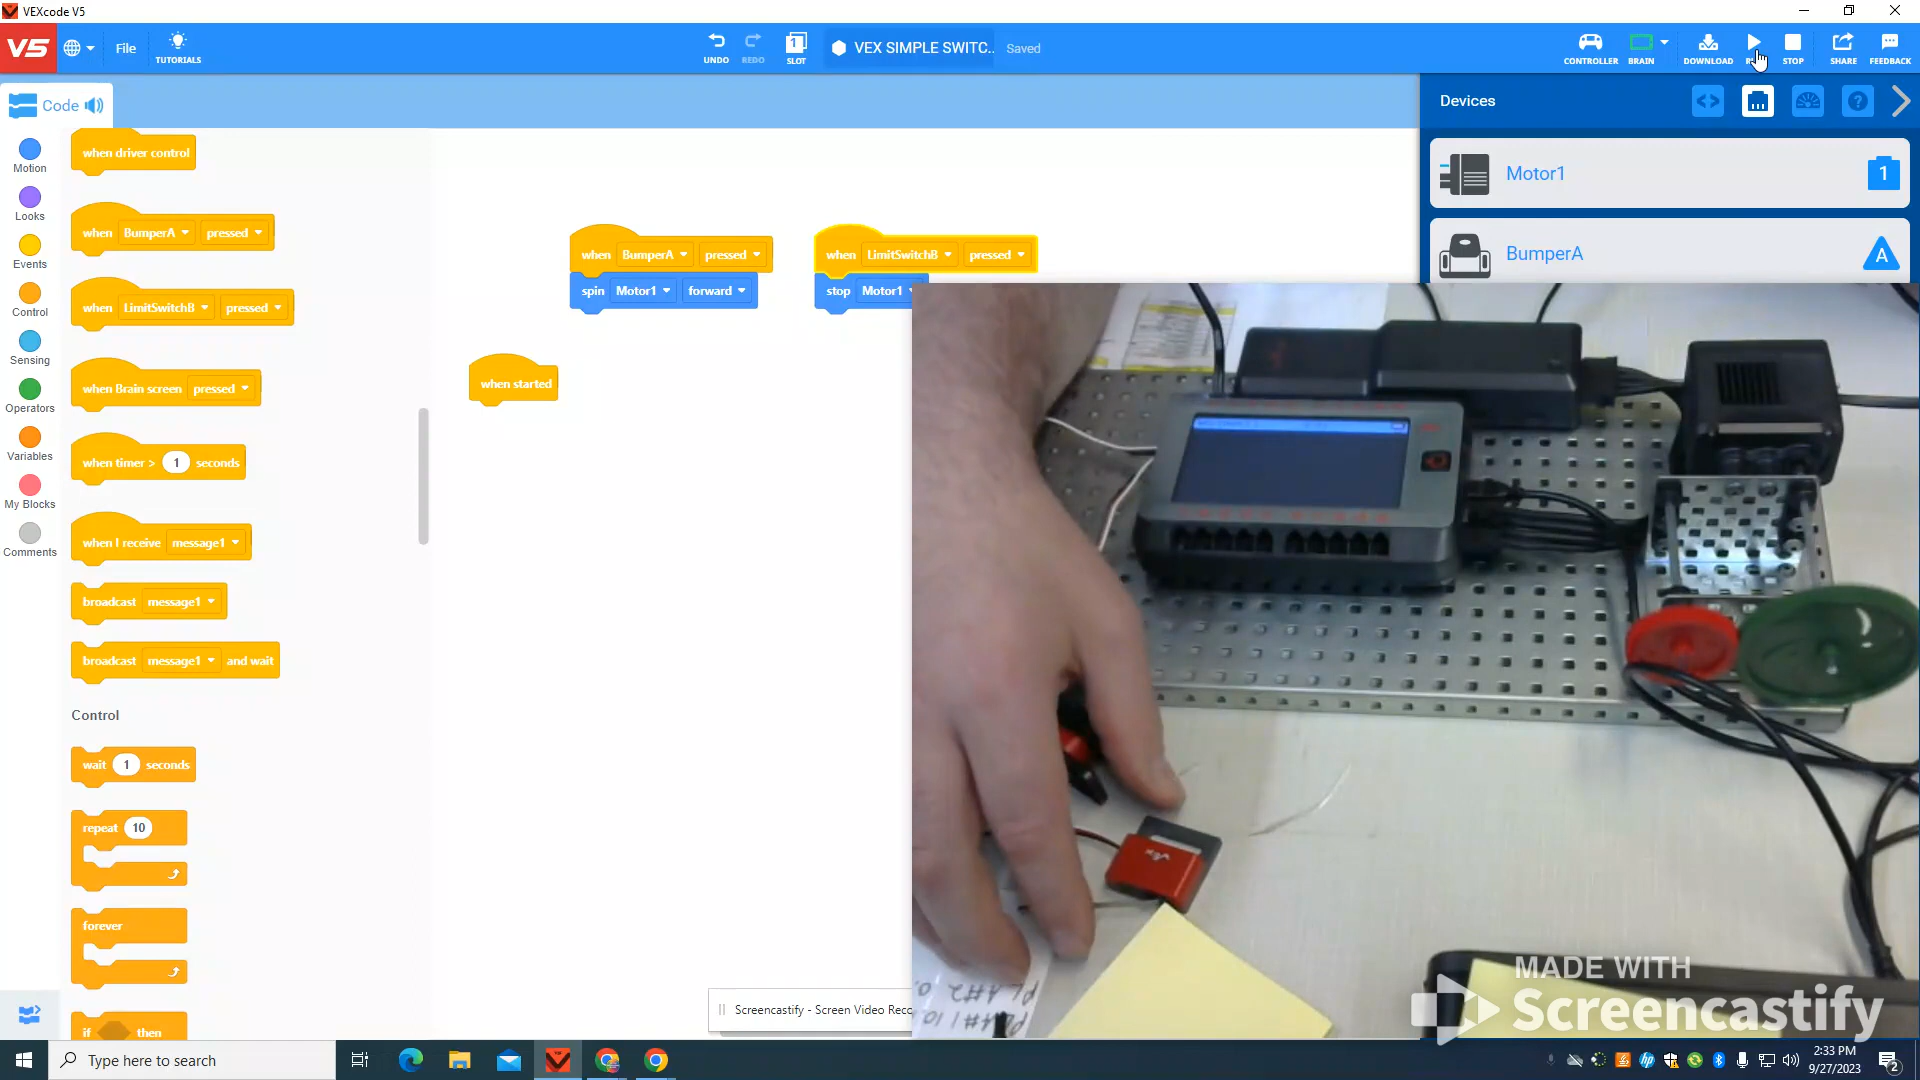 VEXcode V5
V5
File
TUTORIALS
UNDO
REDO
1
SLOT
VEX SIMPLE SWITC...
Saved
CONTROLLER
BRAIN
DOWNLOAD
STOP
SHARE
FEEDBACK
Code
Devices
Motor1
1
BumperA
A
Motion
Looks
Events
Control
Sensing
Operators
Variables
My Blocks
Comments
when driver control
when BumperA pressed
when LimitSwitchB pressed
when Brain screen pressed
when timer > 1 seconds
when I receive message1
broadcast message1
broadcast message1 and wait
Control
wait 1 seconds
repeat 10
forever
if then
when BumperA pressed
spin Motor1 forward
when LimitSwitchB pressed
stop Motor1
when started
Screencastify - Screen Video Reco
MADE WITH
Screencastify
Type here to search
2:33 PM
9/27/2023
2